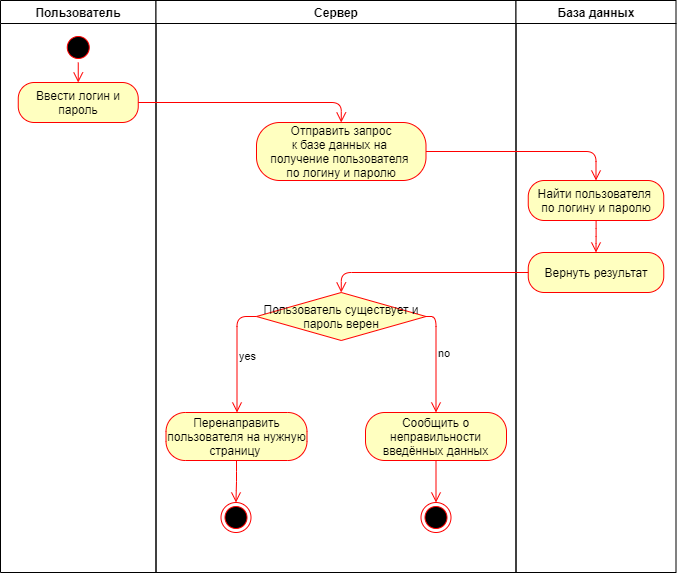 Пользователь
Сервер
База данных
Ввести логин и
пароль
Отправить запрос
к базе данных на
получение пользователя
по логину и паролю
Найти пользователя
по логину и паролю
Вернуть результат
Пользователь существует и
пароль верен
yes
no
Перенаправить
пользователя на нужную
страницу
Сообщить о
неправильности
введённых данных